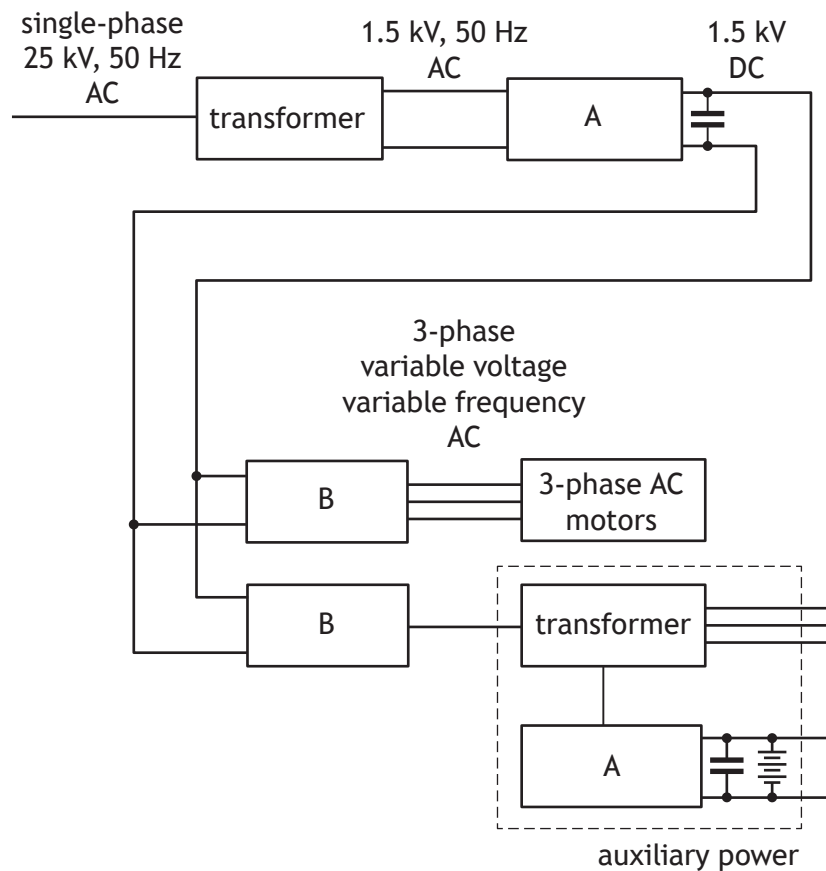 single-phase
25 kV, 50 Hz
AC
1.5 kV, 50 Hz
AC
1.5 kV
DC
transformer
A
3-phase
variable voltage
variable frequency
AC
B
3-phase AC
motors
B
transformer
A
auxiliary power